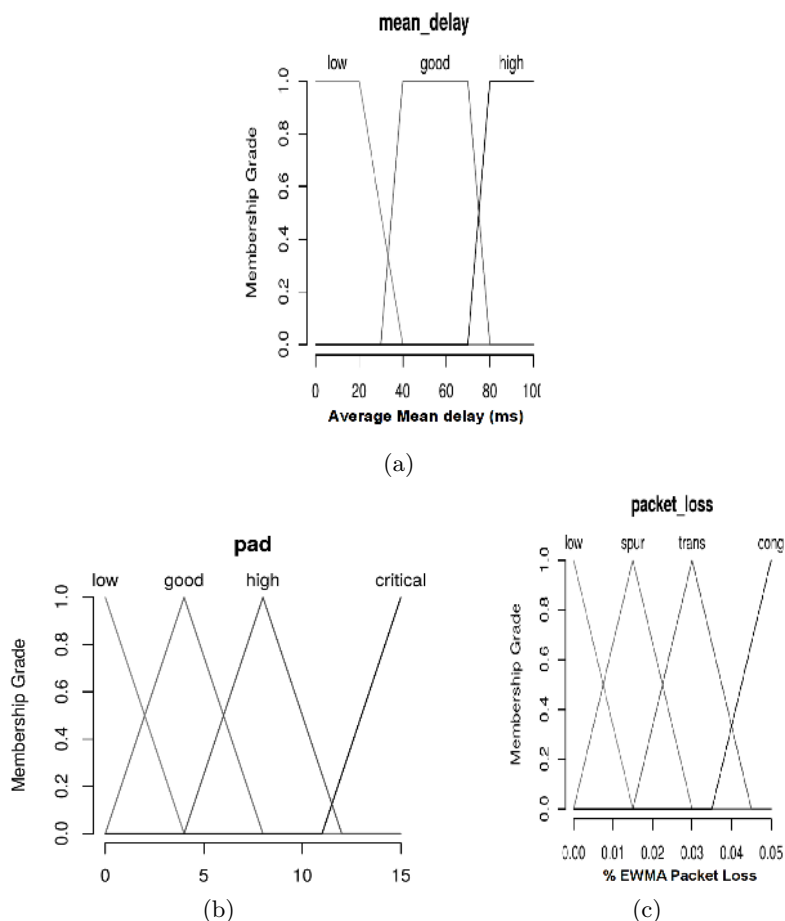 mean_delay
low good high
Membership Grade
1.0
0.8
0.6
0.4
0.2
0.0
0 20 40 60 80 100
Average Mean delay (ms)
(a)
pad
low good high critical
Membership Grade
1.0
0.8
0.6
0.4
0.2
0.0
0 5 10 15
(b)
packet_loss
low spur trans cong
Membership Grade
1.0
0.8
0.6
0.4
0.2
0.0
0.00 0.01 0.02 0.03 0.04 0.05
% EWMA Packet Loss
(c)